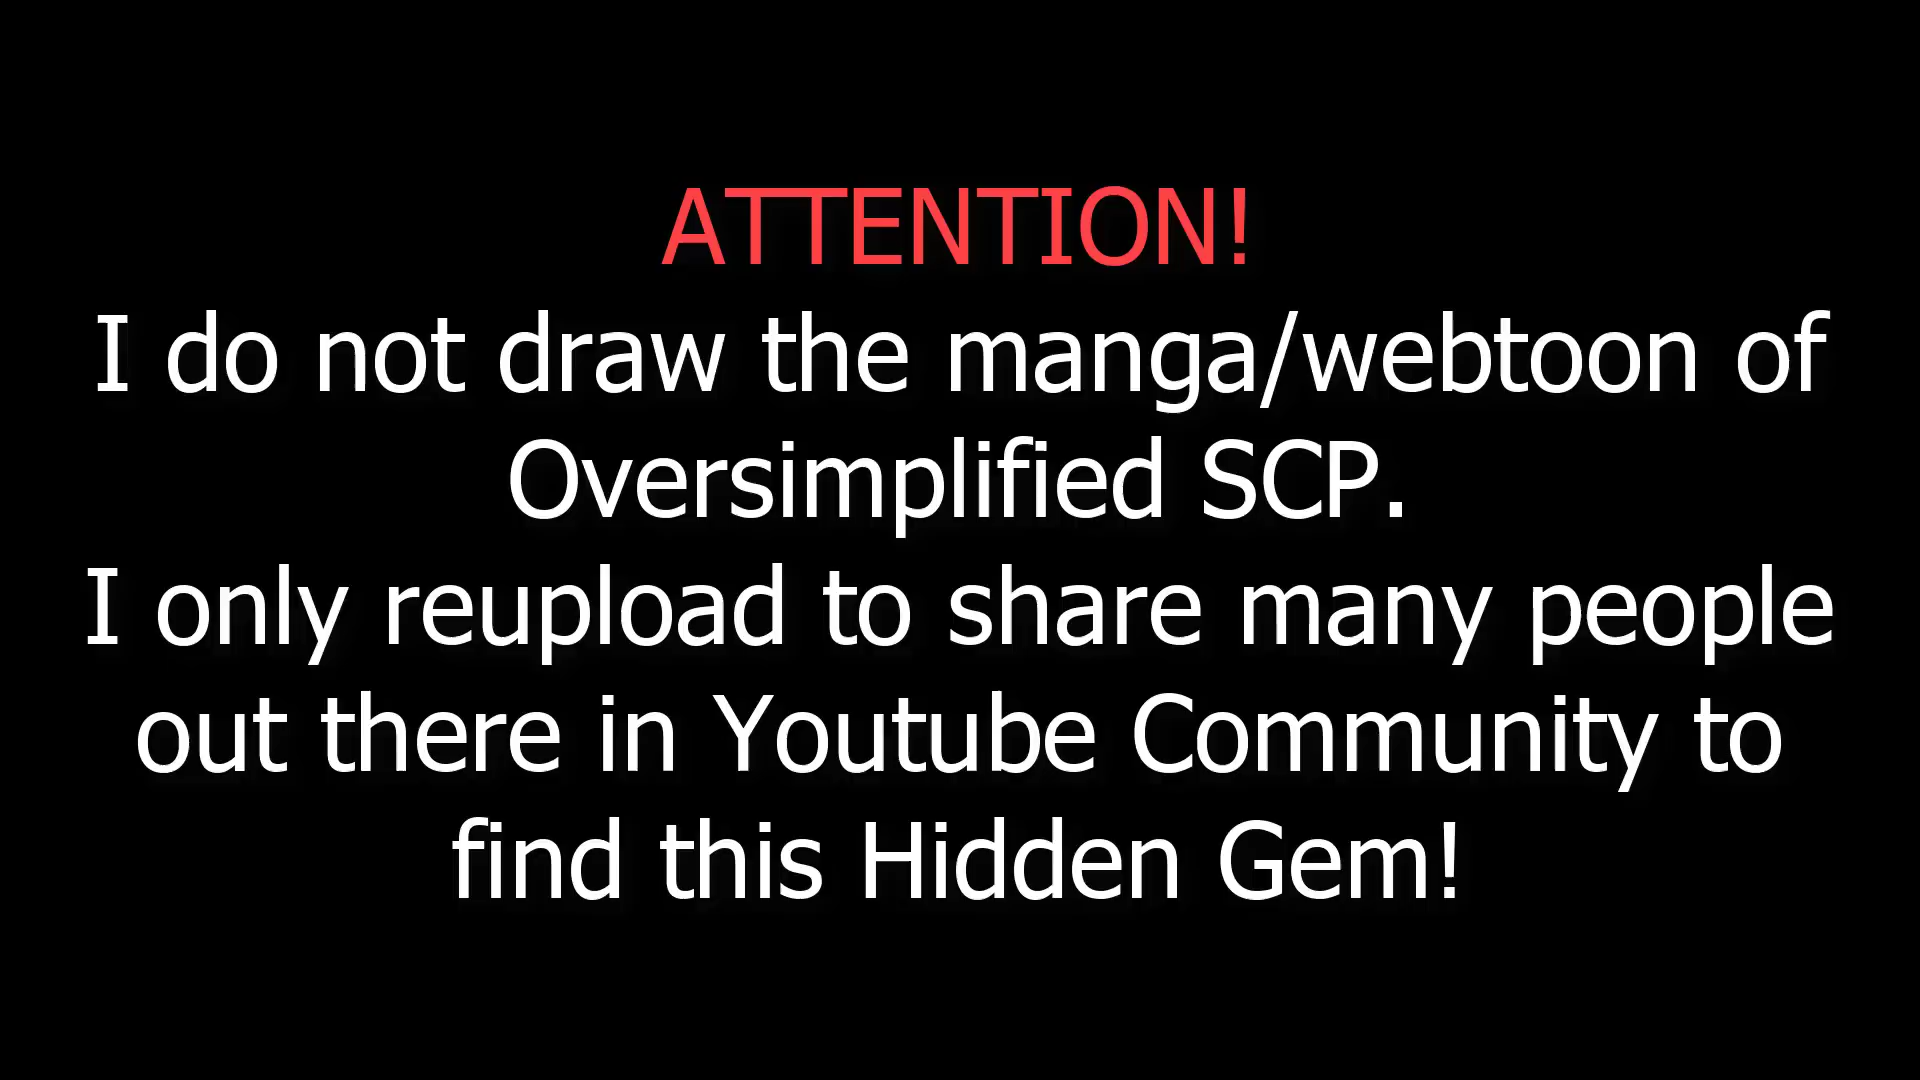 ATTENTION!
I do not draw the manga/webtoon of
Oversimplified SCP.
I only reupload to share many people
out there in Youtube Community to
find this Hidden Gem!